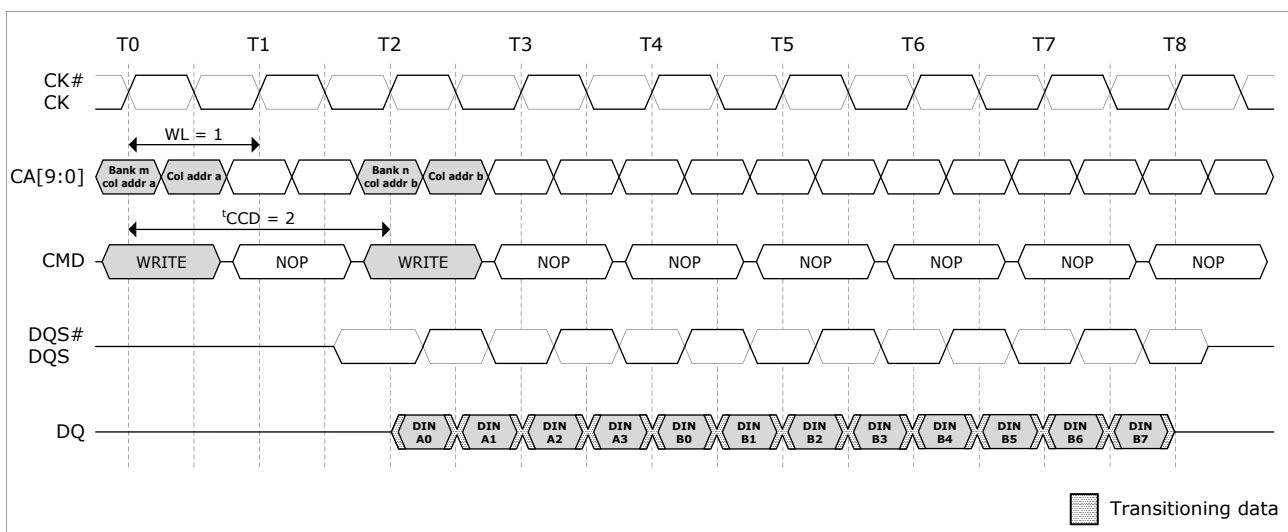 T0 T1 T2 T3 T4 T5 T6 T7 T8
CK#
CK
WL = 1
CA[9:0]
Bank m
col addr a
Col addr a
Bank n
col addr b
Col addr b
tCCD = 2
CMD WRITE NOP WRITE NOP NOP NOP NOP NOP NOP
DQS#
DQS
DQ
DIN
A0
DIN
A1
DIN
A2
DIN
A3
DIN
B0
DIN
B1
DIN
B2
DIN
B3
DIN
B4
DIN
B5
DIN
B6
DIN
B7
Transitioning data